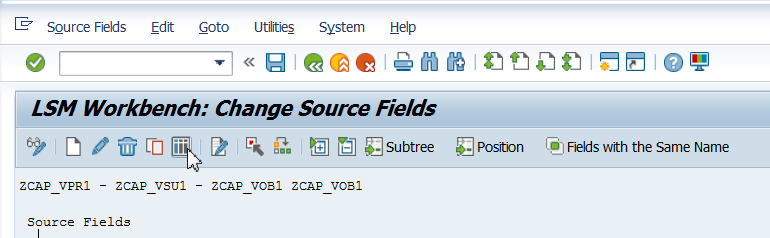 Source Fields Edit Goto Utilities System Help
LSM Workbench: Change Source Fields
Subtree Position Fields with the Same Name
ZCAP_VPR1 - ZCAP_VSU1 - ZCAP_VOB1 ZCAP_VOB1
Source Fields